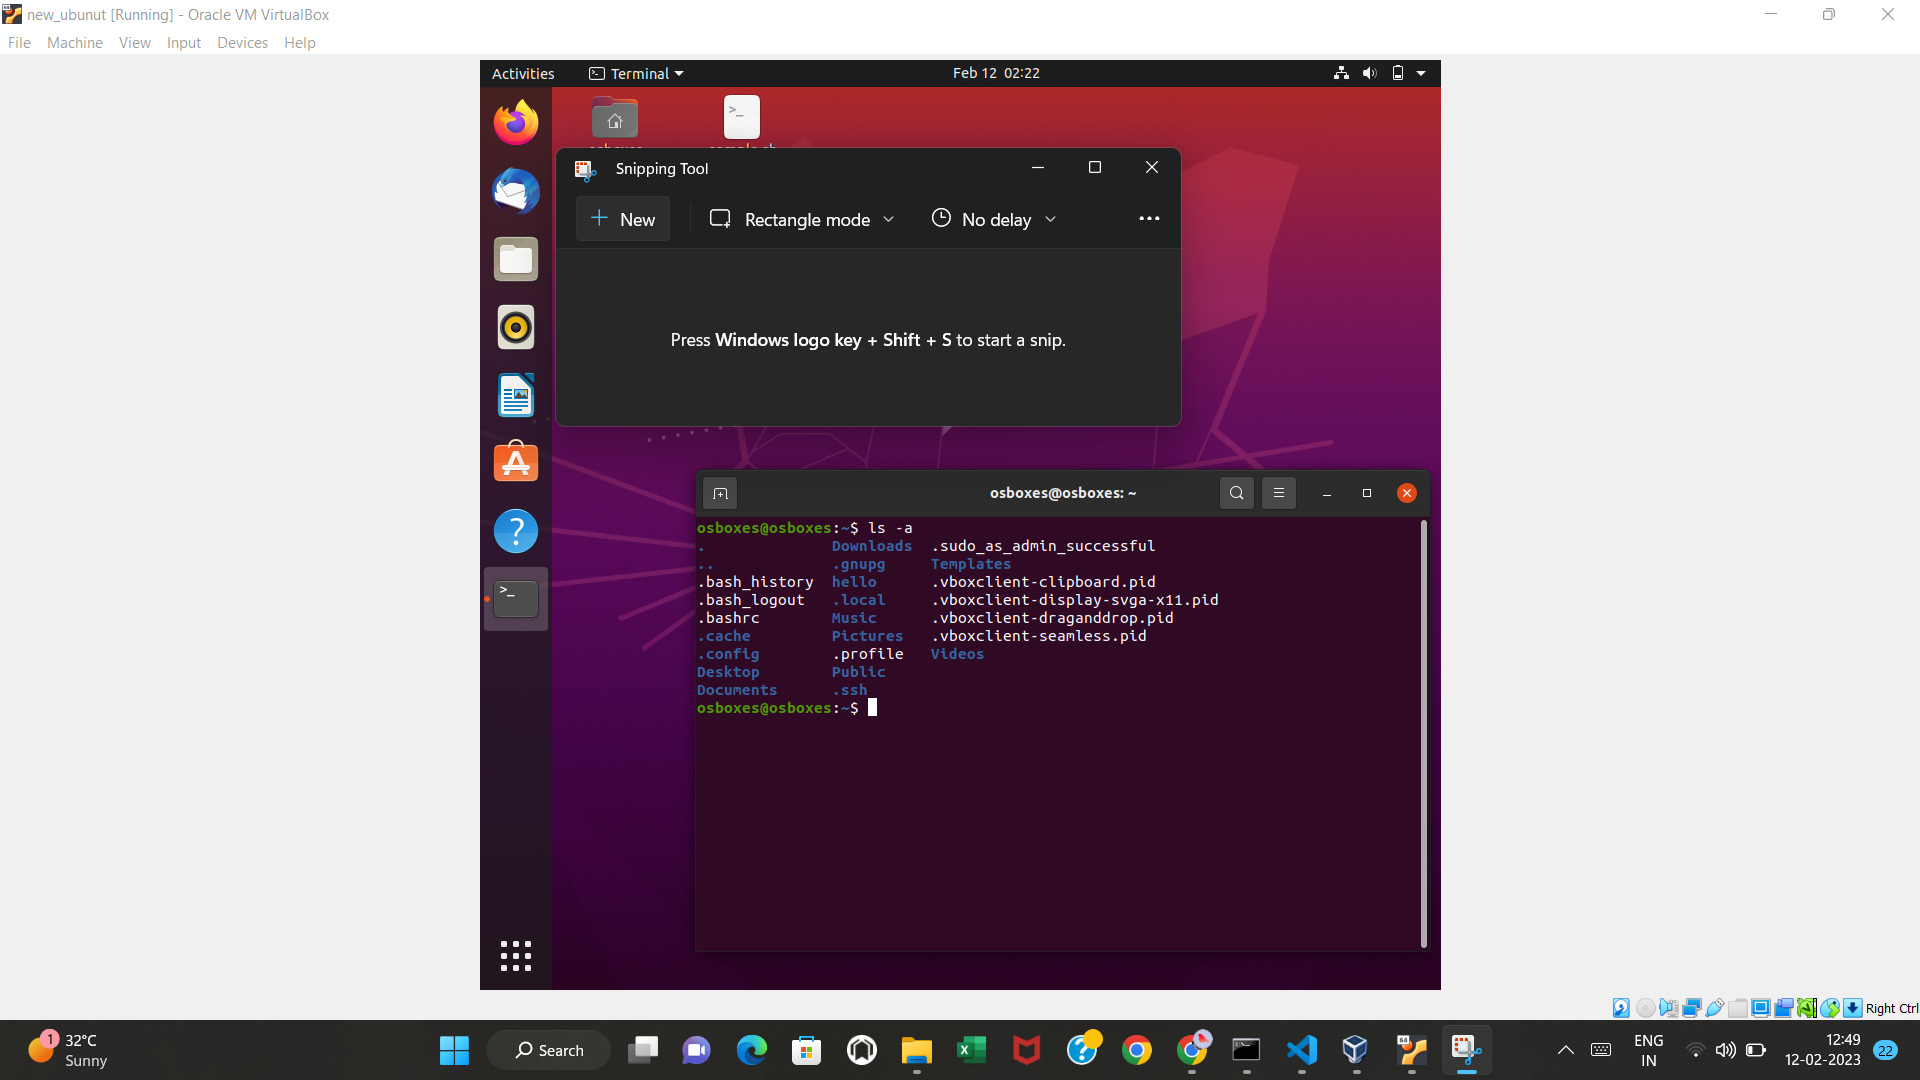 new_ubunut [Running] - Oracle VM VirtualBox
File Machine View Input Devices Help
Activities Terminal Feb 12 02:22
Snipping Tool
New Rectangle mode No delay
Press Windows logo key + Shift + S to start a snip.
osboxes@osboxes: ~
osboxes@osboxes:~$ ls -a
. Downloads .sudo_as_admin_successful
.. .gnupg Templates
.bash_history hello .vboxclient-clipboard.pid
.bash_logout .local .vboxclient-display-svga-x11.pid
.bashrc Music .vboxclient-draganddrop.pid
.cache Pictures .vboxclient-seamless.pid
.config .profile Videos
Desktop Public
Documents .ssh
osboxes@osboxes:~$
Right Ctrl
1 32°C
Sunny
Search
ENG
IN
12:49
12-02-2023
22